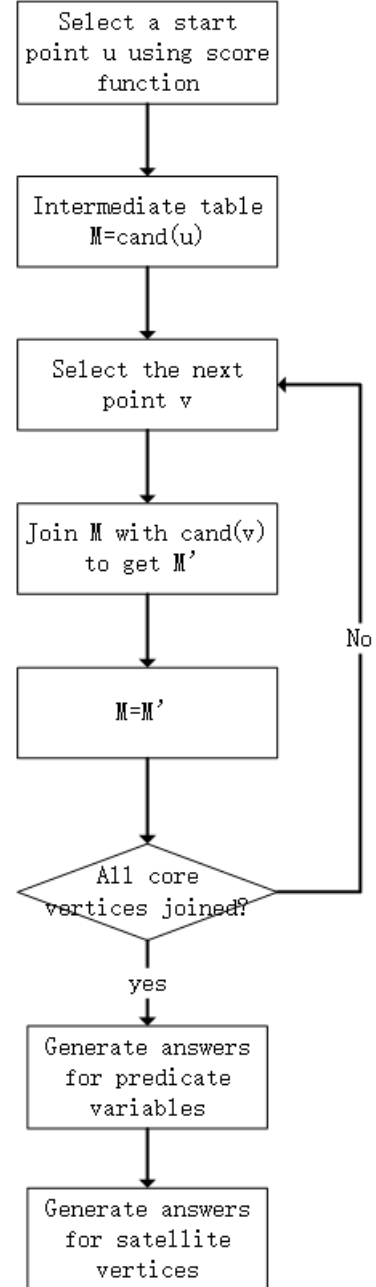 Select a start
point u using score
function
Intermediate table
M=cand(u)
Select the next
point v
Join M with cand(v)
to get M’
M=M’
All core
vertices joined?
No
yes
Generate answers
for predicate
variables
Generate answers
for satellite
vertices